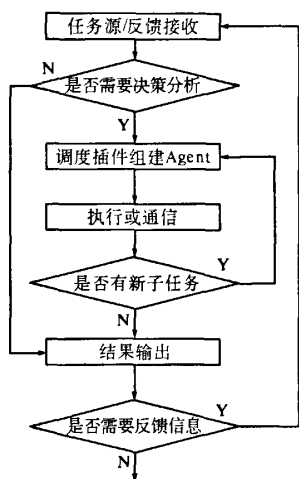 任务源/反馈接收
N
是否需要决策分析
Y
调度插件组建Agent
执行或通信
Y
是否有新子任务
N
结果输出
Y
是否需要反馈信息
N